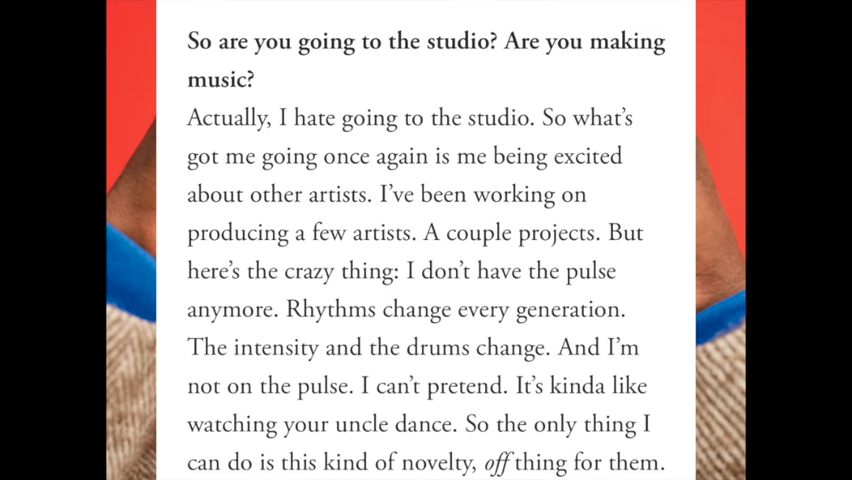 So are you going to the studio? Are you making
music?
Actually, I hate going to the studio. So what’s
got me going once again is me being excited
about other artists. I’ve been working on
producing a few artists. A couple projects. But
here’s the crazy thing: I don’t have the pulse
anymore. Rhythms change every generation.
The intensity and the drums change. And I’m
not on the pulse. I can’t pretend. It’s kinda like
watching your uncle dance. So the only thing I
can do is this kind of novelty, off thing for them.